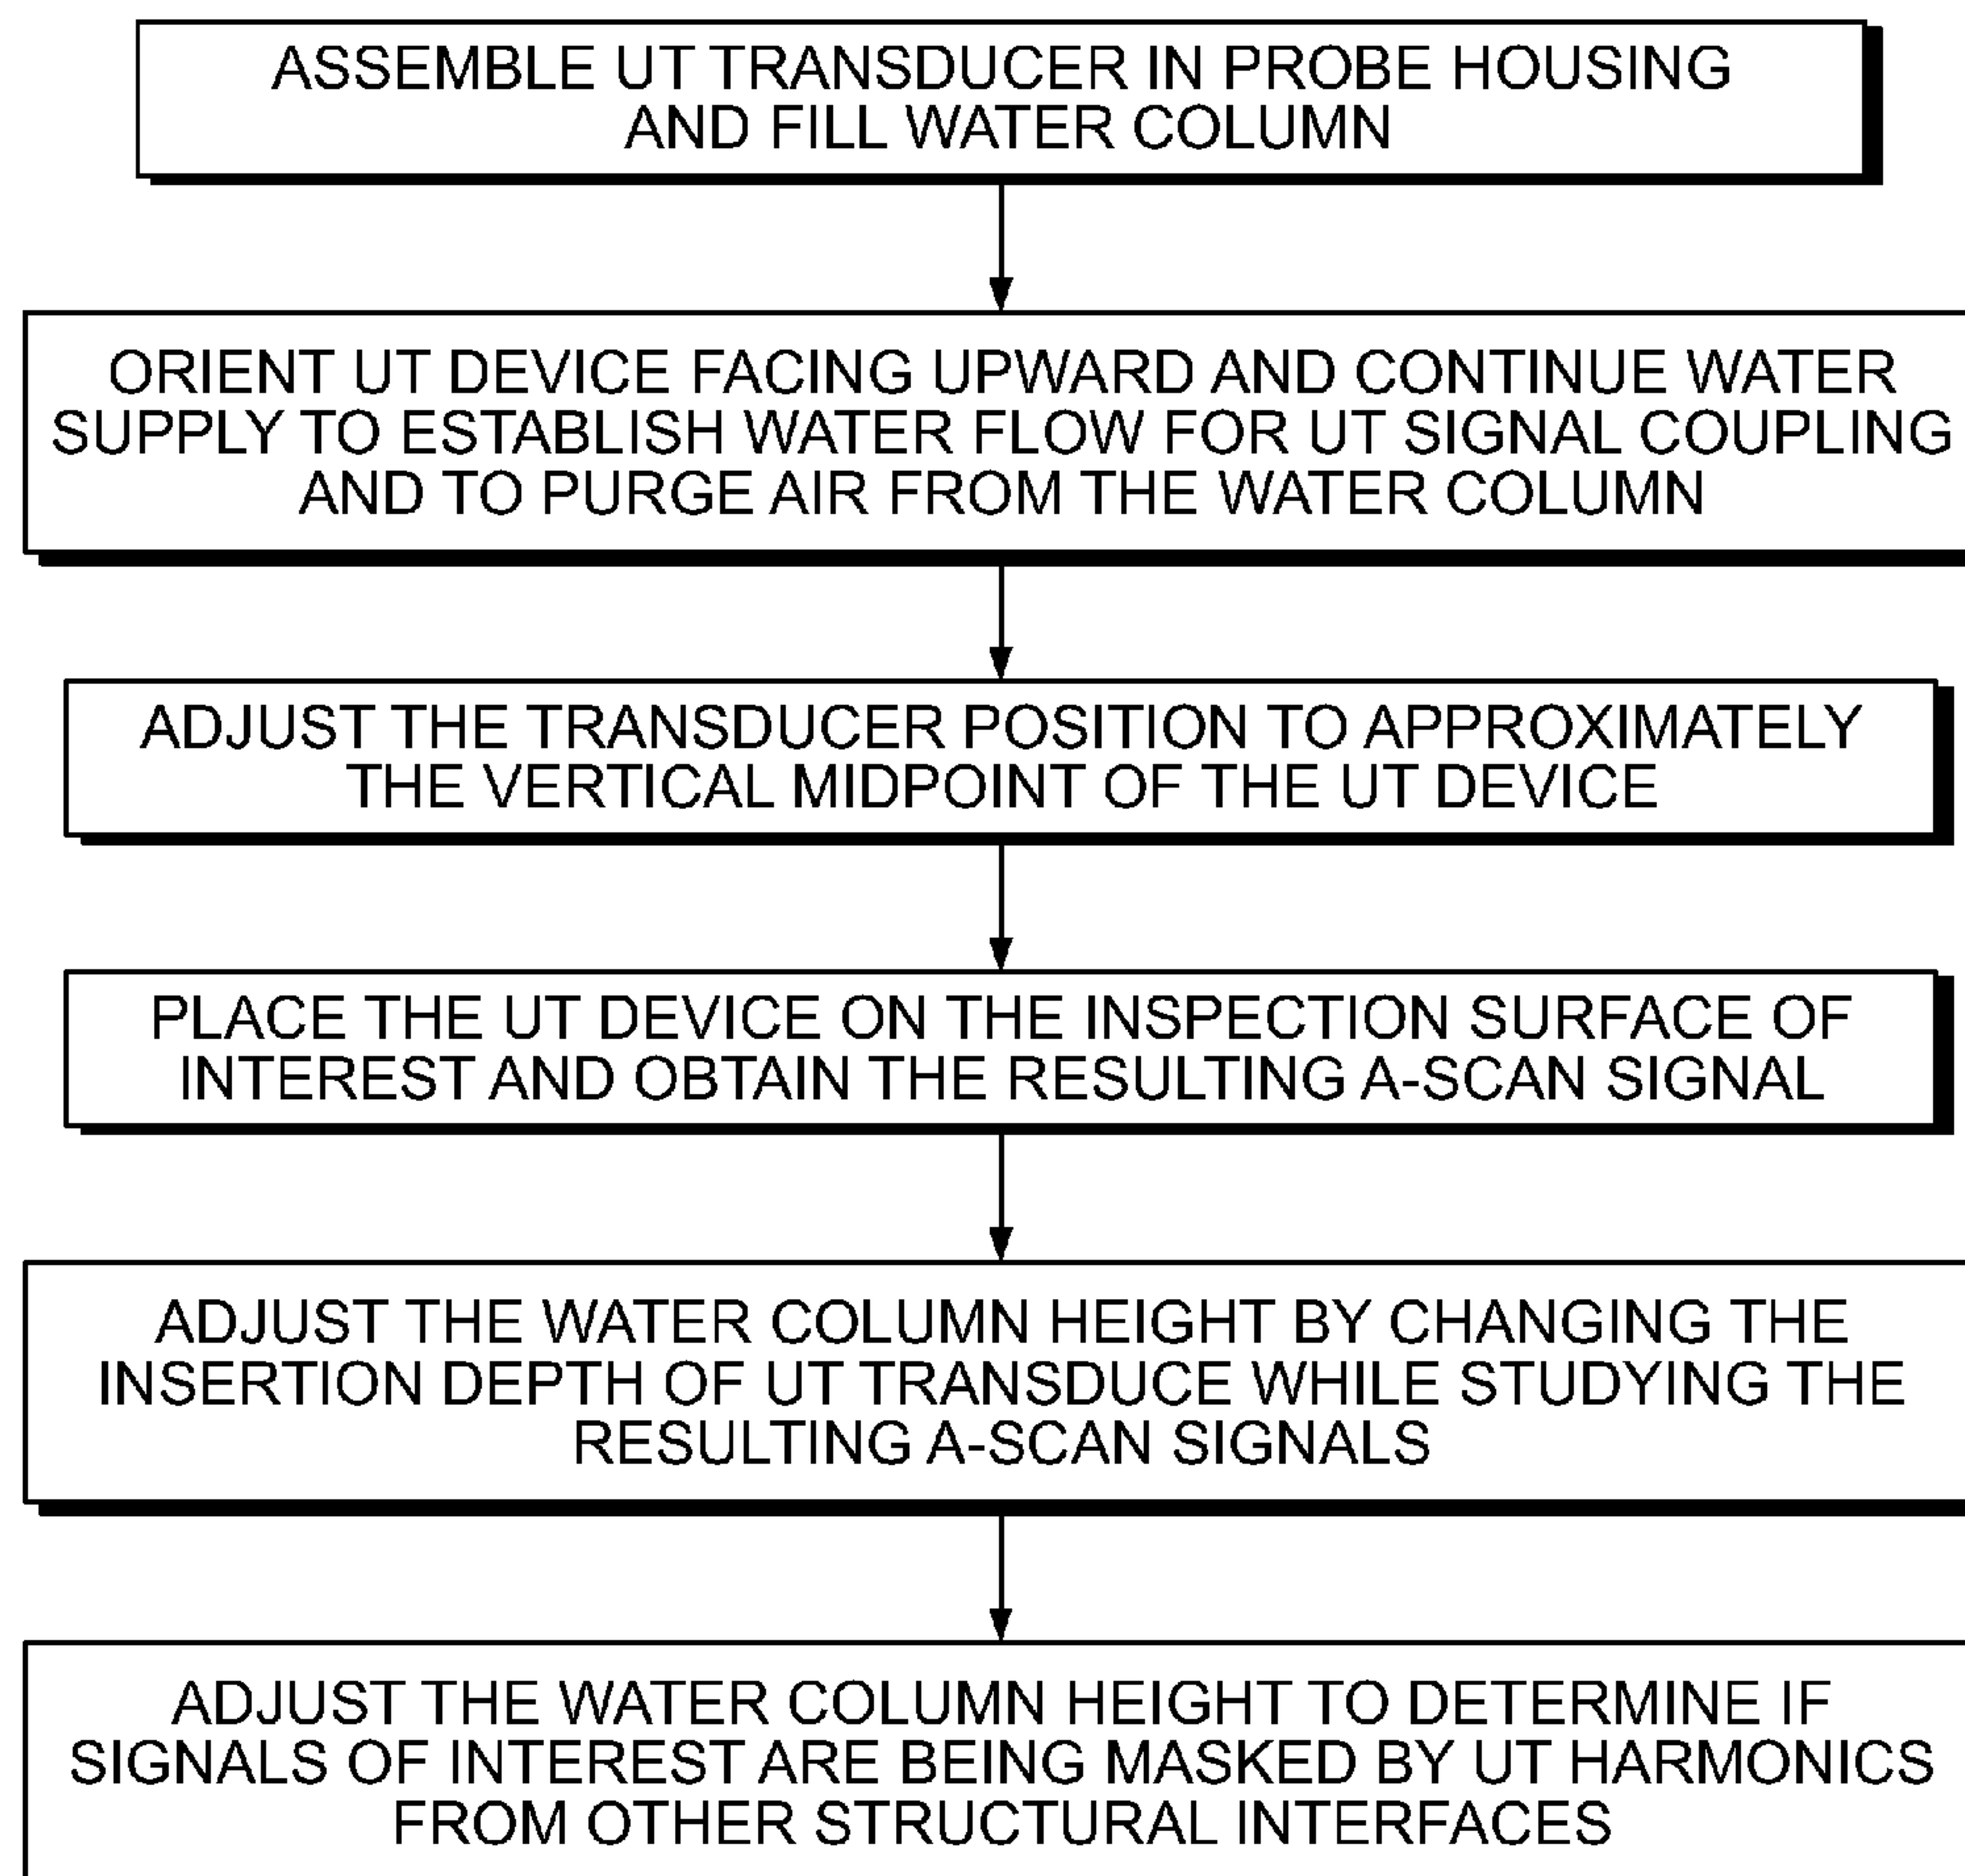 ASSEMBLE UT TRANSDUCER IN PROBE HOUSING
AND FILL WATER COLUMN
ORIENT UT DEVICE FACING UPWARD AND CONTINUE WATER
SUPPLY TO ESTABLISH WATER FLOW FOR UT SIGNAL COUPLING
AND TO PURGE AIR FROM THE WATER COLUMN
ADJUST THE TRANSDUCER POSITION TO APPROXIMATELY
THE VERTICAL MIDPOINT OF THE UT DEVICE
PLACE THE UT DEVICE ON THE INSPECTION SURFACE OF
INTEREST AND OBTAIN THE RESULTING A-SCAN SIGNAL
ADJUST THE WATER COLUMN HEIGHT BY CHANGING THE
INSERTION DEPTH OF UT TRANSDUCE WHILE STUDYING THE
RESULTING A-SCAN SIGNALS
ADJUST THE WATER COLUMN HEIGHT TO DETERMINE IF
SIGNALS OF INTEREST ARE BEING MASKED BY UT HARMONICS
FROM OTHER STRUCTURAL INTERFACES